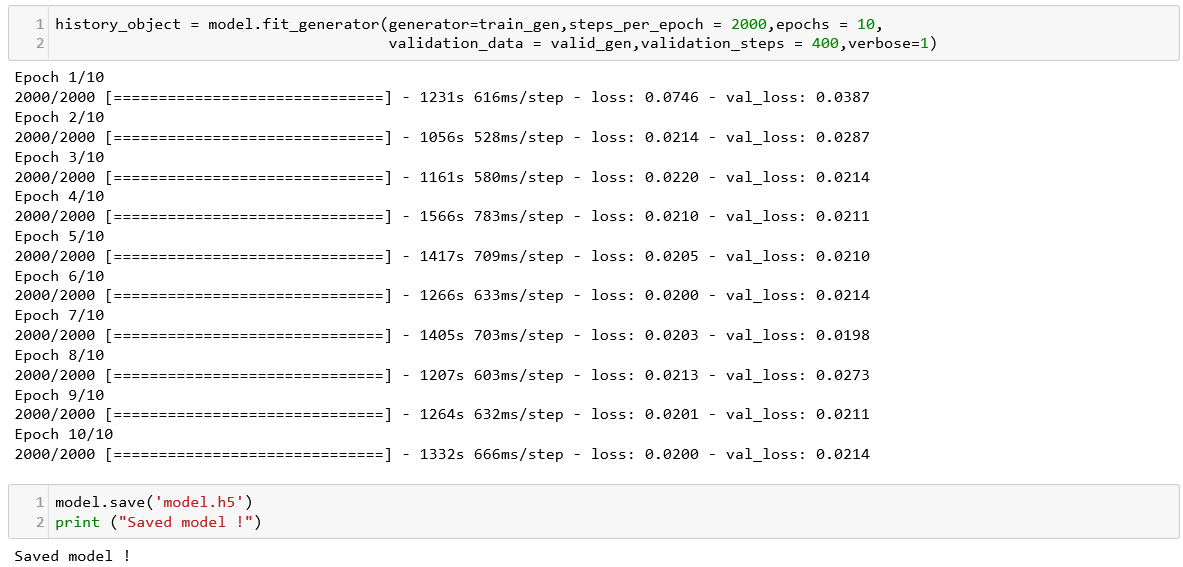 1 history_object = model.fit_generator(generator=train_gen,steps_per_epoch = 2000,epochs = 10,
2                                      validation_data = valid_gen,validation_steps = 400,verbose=1)
Epoch 1/10
2000/2000 [==============================] - 1231s 616ms/step - loss: 0.0746 - val_loss: 0.0387
Epoch 2/10
2000/2000 [==============================] - 1056s 528ms/step - loss: 0.0214 - val_loss: 0.0287
Epoch 3/10
2000/2000 [==============================] - 1161s 580ms/step - loss: 0.0220 - val_loss: 0.0214
Epoch 4/10
2000/2000 [==============================] - 1566s 783ms/step - loss: 0.0210 - val_loss: 0.0211
Epoch 5/10
2000/2000 [==============================] - 1417s 709ms/step - loss: 0.0205 - val_loss: 0.0210
Epoch 6/10
2000/2000 [==============================] - 1266s 633ms/step - loss: 0.0200 - val_loss: 0.0214
Epoch 7/10
2000/2000 [==============================] - 1405s 703ms/step - loss: 0.0203 - val_loss: 0.0198
Epoch 8/10
2000/2000 [==============================] - 1207s 603ms/step - loss: 0.0213 - val_loss: 0.0273
Epoch 9/10
2000/2000 [==============================] - 1264s 632ms/step - loss: 0.0201 - val_loss: 0.0211
Epoch 10/10
2000/2000 [==============================] - 1332s 666ms/step - loss: 0.0200 - val_loss: 0.0214
1 model.save('model.h5')
2 print ("Saved model !")
Saved model !